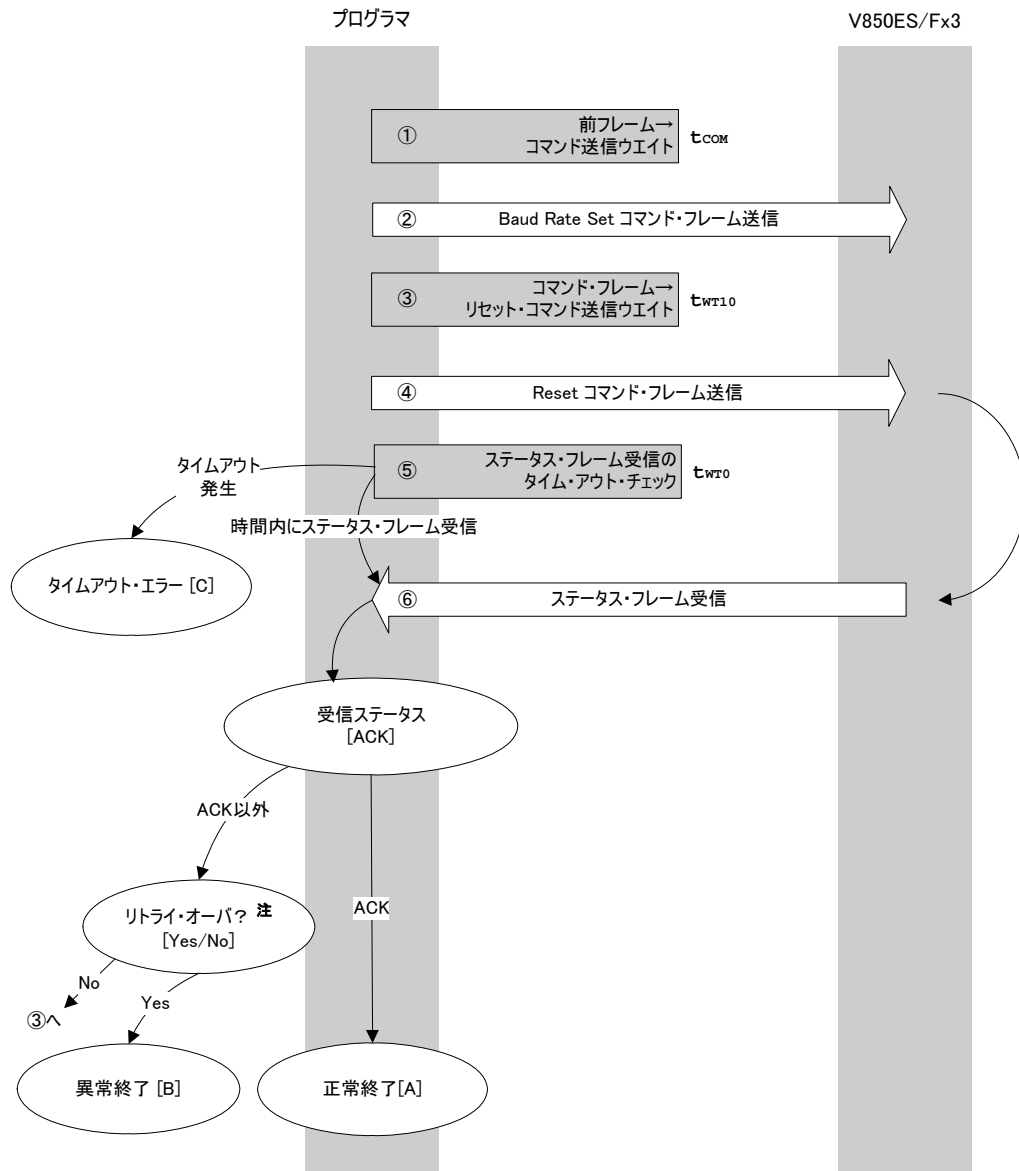 プログラマ
V850ES/Fx3
① 前フレーム→
コマンド送信ウエイト
tCOM
② Baud Rate Set コマンド・フレーム送信
③ コマンド・フレーム→
リセット・コマンド送信ウエイト
tWT10
④ Reset コマンド・フレーム送信
⑤ ステータス・フレーム受信の
タイム・アウト・チェック
tWT0
タイムアウト
発生
時間内にステータス・フレーム受信
タイムアウト・エラー [C]
⑥ ステータス・フレーム受信
受信ステータス
[ACK]
ACK以外
ACK
リトライ・オーバ? 注
[Yes/No]
No
Yes
③へ
異常終了 [B]
正常終了[A]